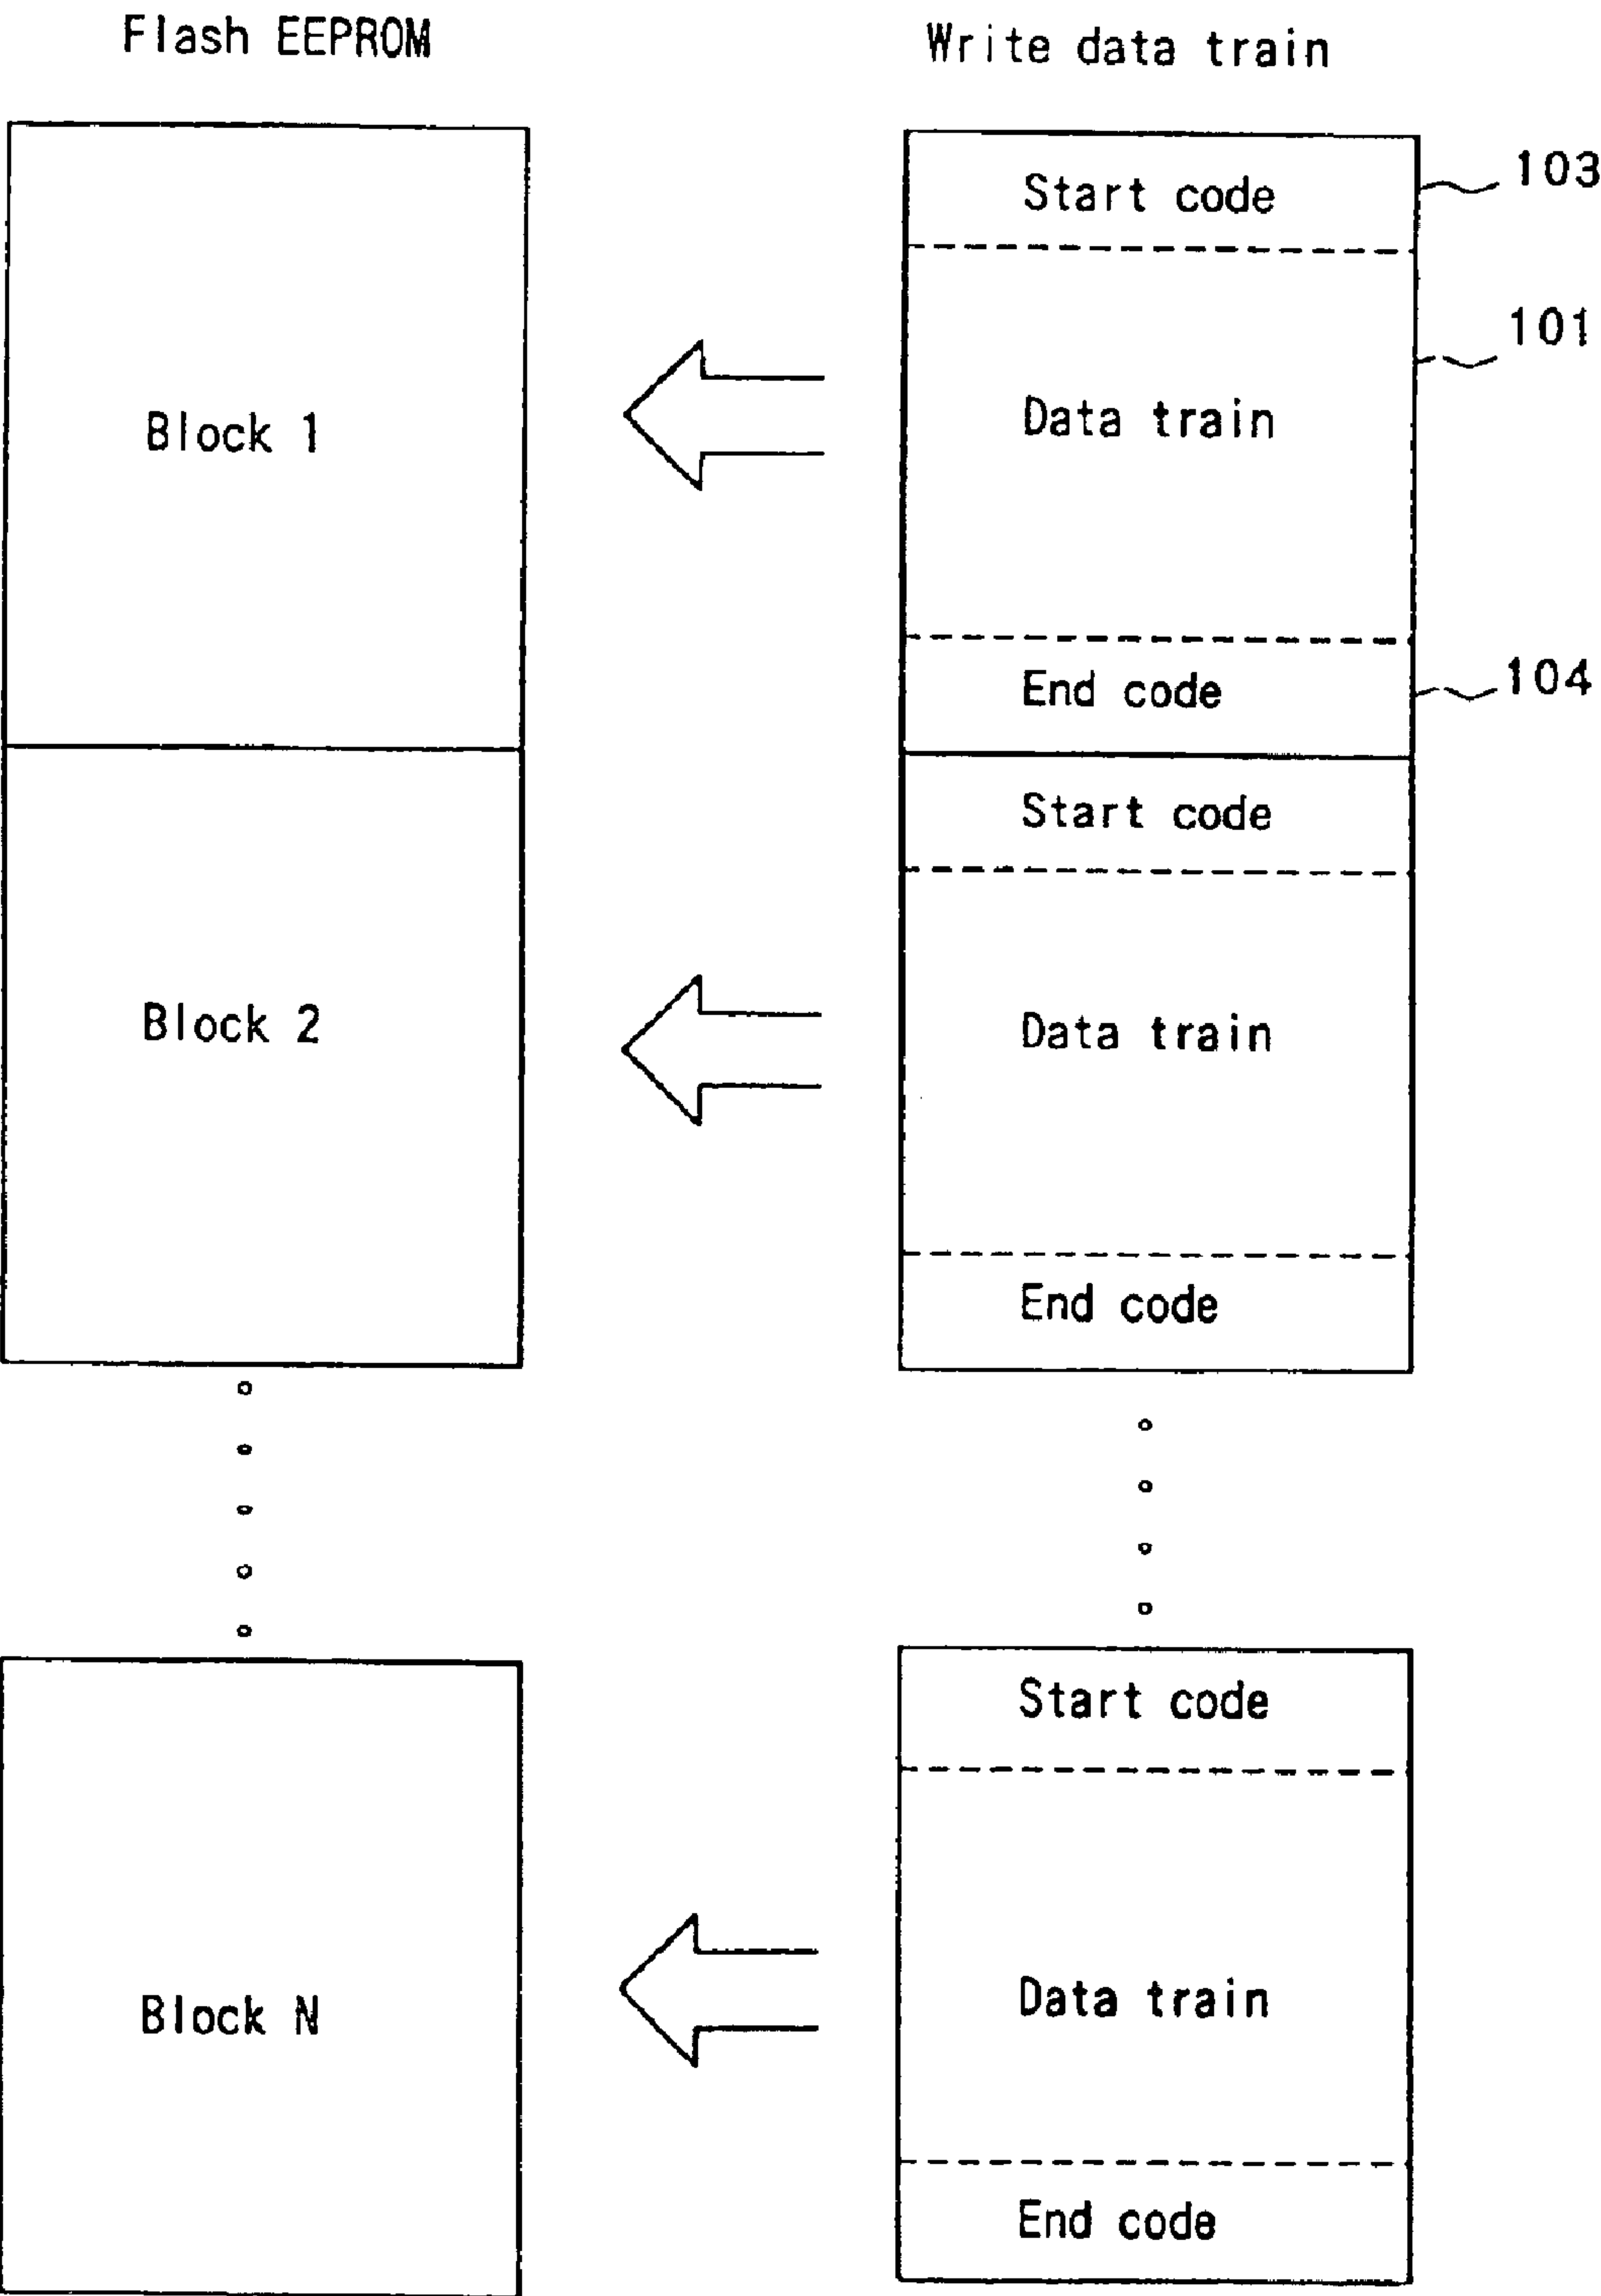 Flash EEPROM
Write data train
Start code
103
101
Block 1
Data train
End code
104
Start code
Block 2
Data train
End code
Start code
Block N
Data train
End code